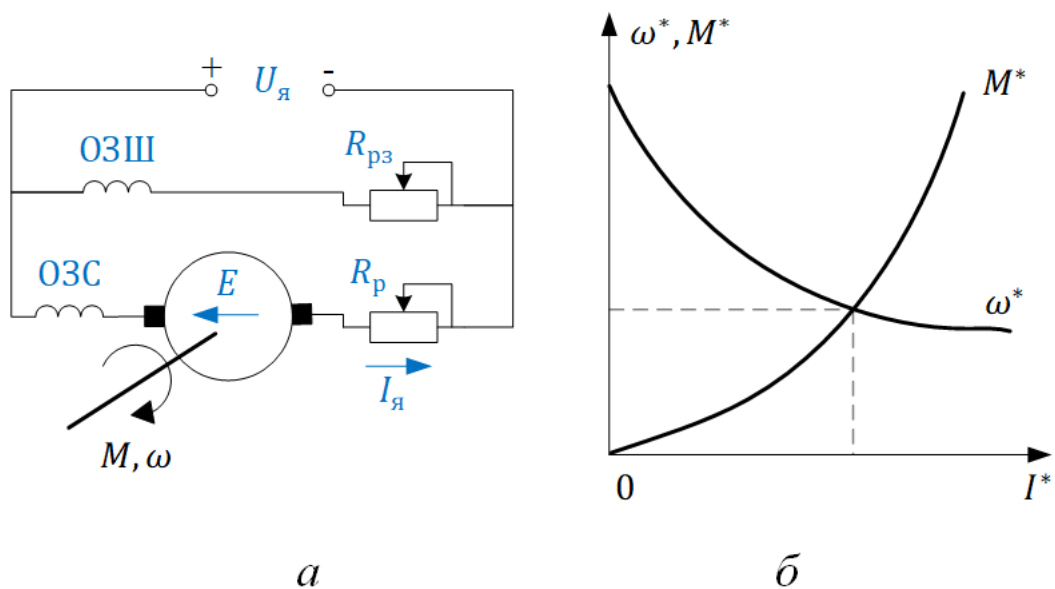 + U_я -
ОЗШ
R_рз
ОЗС
E
R_р
I_я
M, ω
а
ω*, M*
M*
ω*
0
I*
б